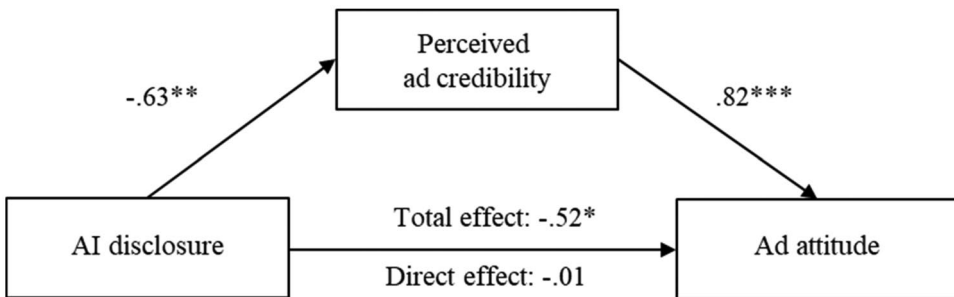 Perceived
ad credibility
-.63**
.82***
AI disclosure
Total effect: -.52*
Direct effect: -.01
Ad attitude